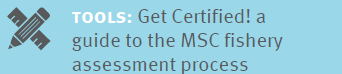 TOOLS: Get Certified! a
guide to the MSC fishery
assessment process